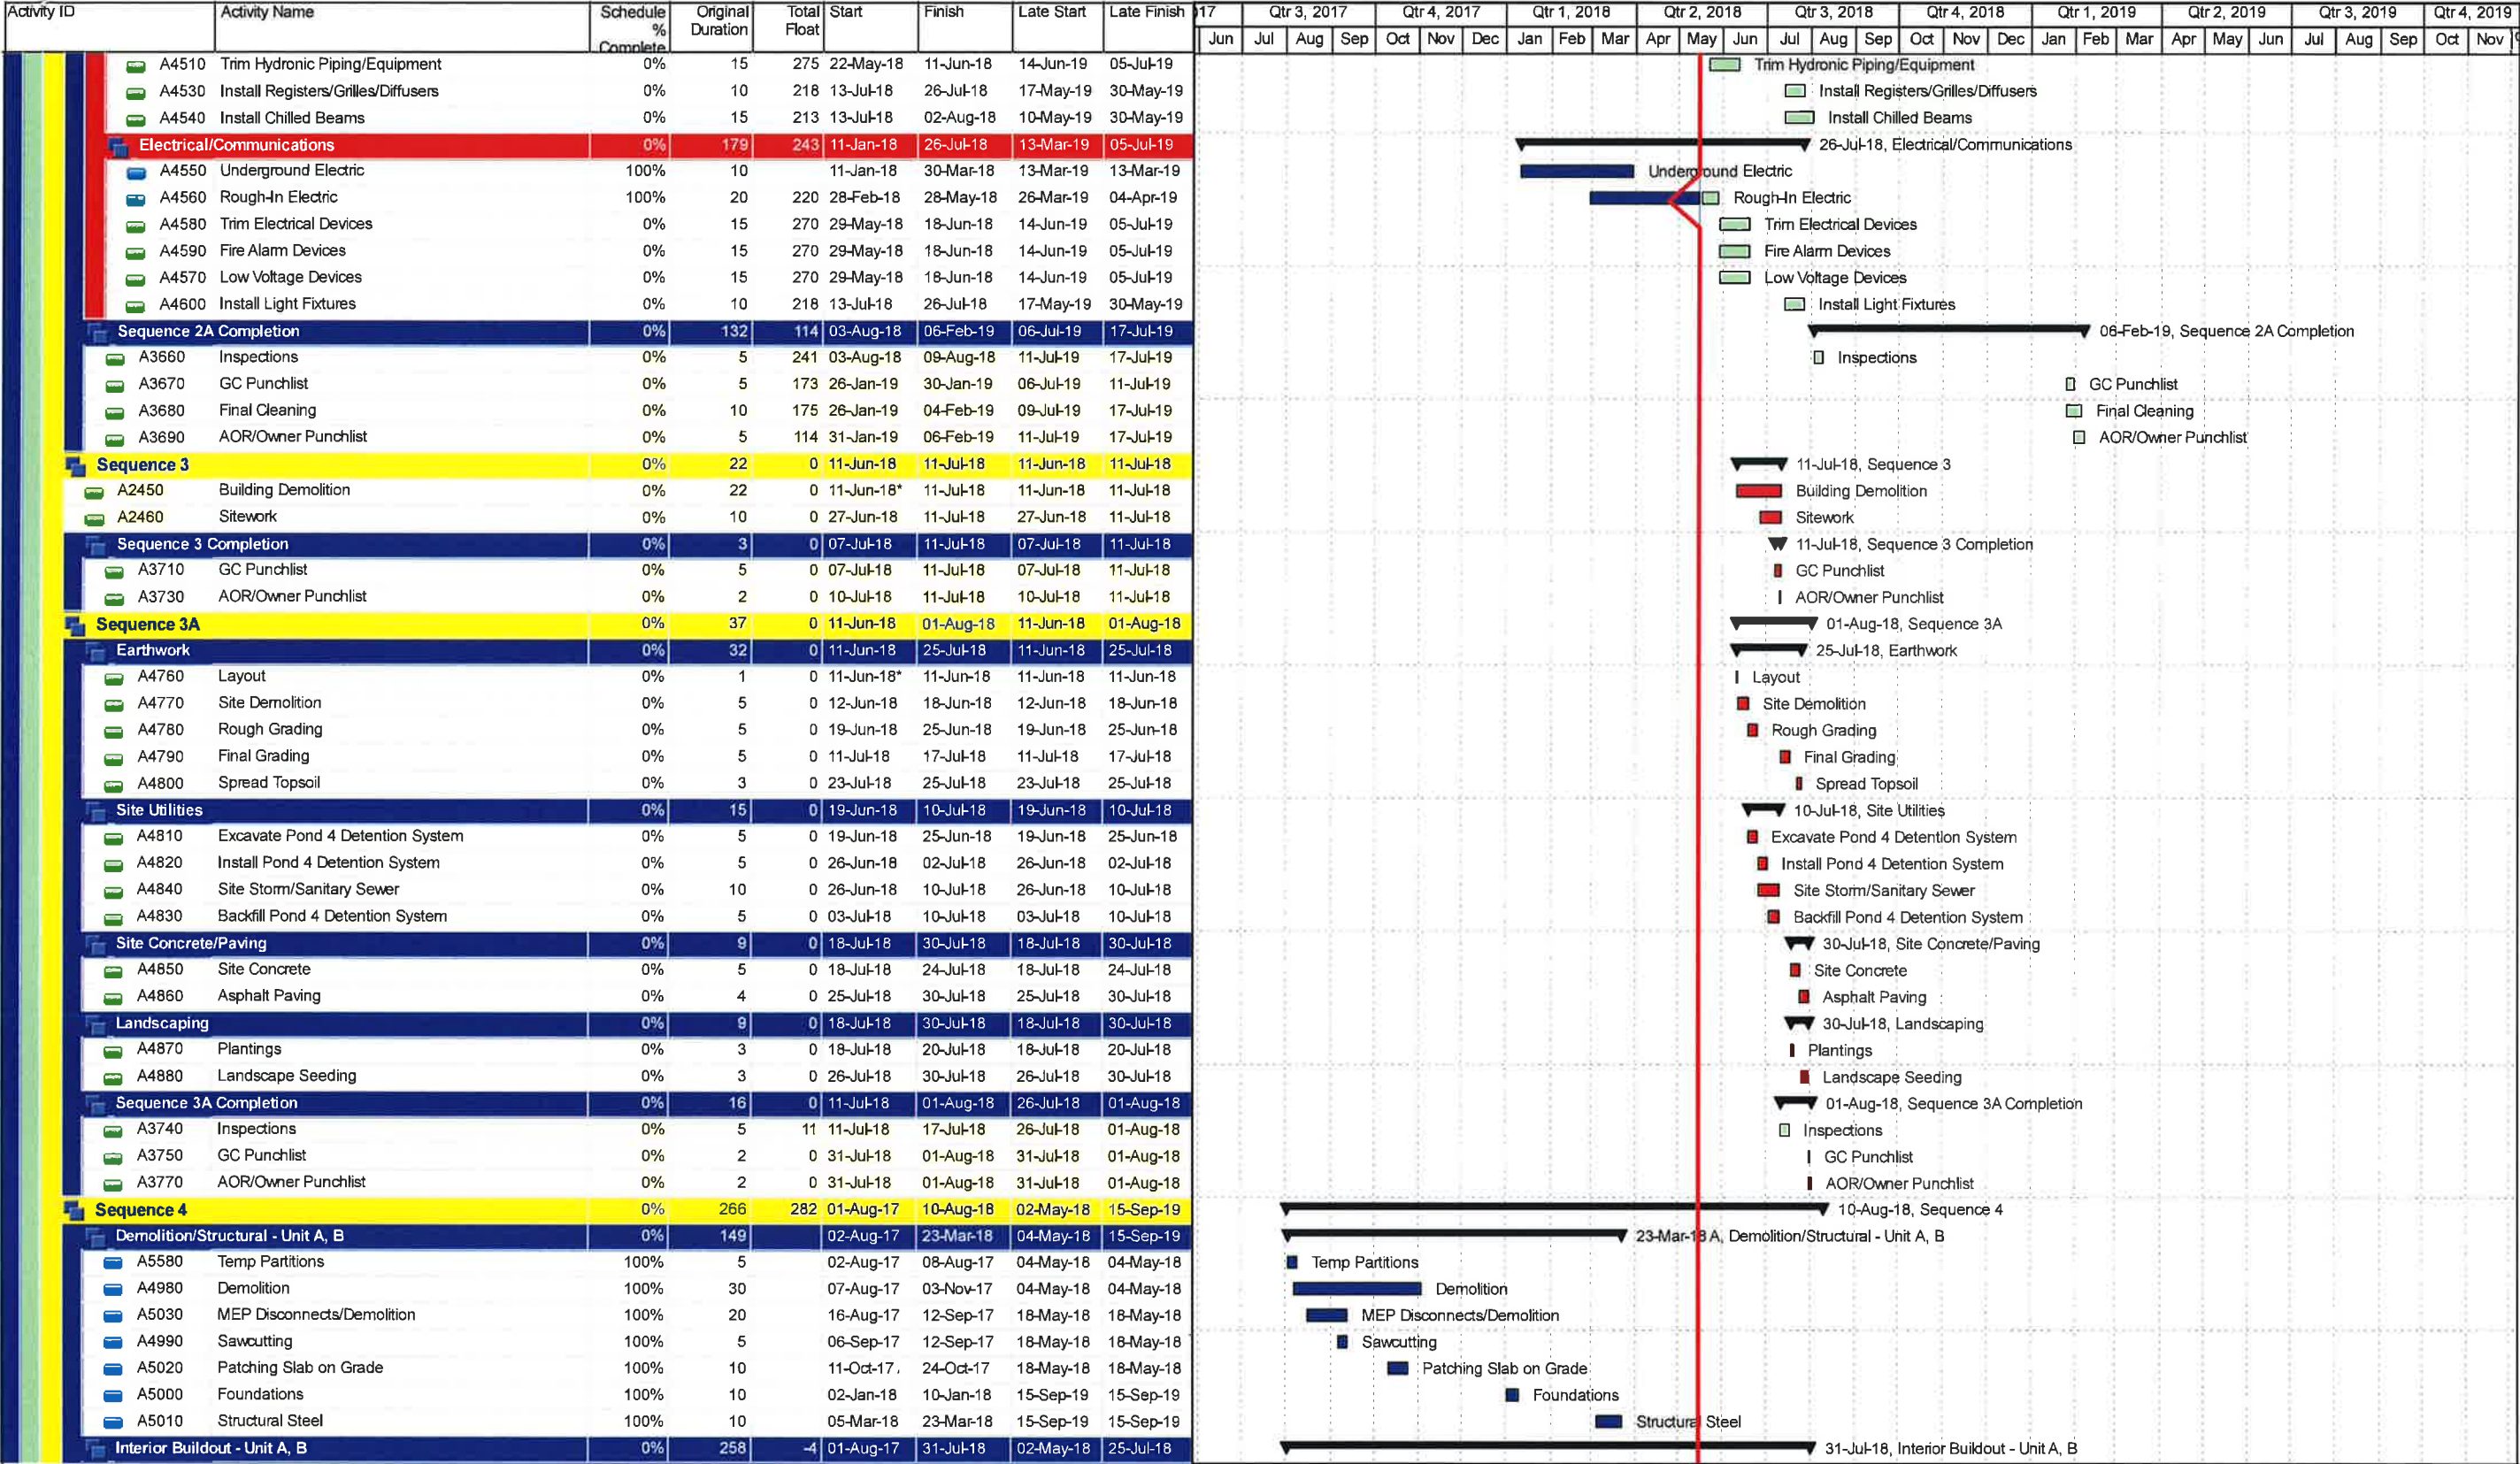 Activity ID Activity Name Schedule % Complete Original Duration Total Float Start Finish Late Start Late Finish
17 Qtr 3, 2017 Qtr 4, 2017 Qtr 1, 2018 Qtr 2, 2018 Qtr 3, 2018 Qtr 4, 2018 Qtr 1, 2019 Qtr 2, 2019 Qtr 3, 2019 Qtr 4, 2019
Jun Jul Aug Sep Oct Nov Dec Jan Feb Mar Apr May Jun Jul Aug Sep Oct Nov Dec Jan Feb Mar Apr May Jun Jul Aug Sep Oct Nov
A4510 Trim Hydronic Piping/Equipment 0% 15 275 22-May-18 11-Jun-18 14-Jun-19 05-Jul-19 Trim Hydronic Piping/Equipment
A4530 Install Registers/Grilles/Diffusers 0% 10 218 13-Jul-18 26-Jul-18 17-May-19 30-May-19 Install Registers/Grilles/Diffusers
A4540 Install Chilled Beams 0% 15 213 13-Jul-18 02-Aug-18 10-May-19 30-May-19 Install Chilled Beams
Electrical/Communications 0% 179 243 11-Jan-18 26-Jul-18 13-Mar-19 05-Jul-19 26-Jul-18, Electrical/Communications
A4550 Underground Electric 100% 10 11-Jan-18 30-Mar-18 13-Mar-19 13-Mar-19 Underground Electric
A4560 Rough-In Electric 100% 20 220 28-Feb-18 28-May-18 26-Mar-19 04-Apr-19 Rough-In Electric
A4580 Trim Electrical Devices 0% 15 270 29-May-18 18-Jun-18 14-Jun-19 05-Jul-19 Trim Electrical Devices
A4590 Fire Alarm Devices 0% 15 270 29-May-18 18-Jun-18 14-Jun-19 05-Jul-19 Fire Alarm Devices
A4570 Low Voltage Devices 0% 15 270 29-May-18 18-Jun-18 14-Jun-19 05-Jul-19 Low Voltage Devices
A4600 Install Light Fixtures 0% 10 218 13-Jul-18 26-Jul-18 17-May-19 30-May-19 Install Light Fixtures
Sequence 2A Completion 0% 132 114 03-Aug-18 06-Feb-19 06-Jul-19 17-Jul-19 06-Feb-19, Sequence 2A Completion
A3660 Inspections 0% 5 241 03-Aug-18 09-Aug-18 11-Jul-19 17-Jul-19 Inspections
A3670 GC Punchlist 0% 5 173 26-Jan-19 30-Jan-19 06-Jul-19 11-Jul-19 GC Punchlist
A3680 Final Cleaning 0% 10 175 26-Jan-19 04-Feb-19 09-Jul-19 17-Jul-19 Final Cleaning
A3690 AOR/Owner Punchlist 0% 5 114 31-Jan-19 06-Feb-19 11-Jul-19 17-Jul-19 AOR/Owner Punchlist
Sequence 3 0% 22 0 11-Jun-18 11-Jul-18 11-Jun-18 11-Jul-18 11-Jul-18, Sequence 3
A2450 Building Demolition 0% 22 0 11-Jun-18* 11-Jul-18 11-Jun-18 11-Jul-18 Building Demolition
A2460 Sitework 0% 10 0 27-Jun-18 11-Jul-18 27-Jun-18 11-Jul-18 Sitework
Sequence 3 Completion 0% 3 0 07-Jul-18 11-Jul-18 07-Jul-18 11-Jul-18 11-Jul-18, Sequence 3 Completion
A3710 GC Punchlist 0% 5 0 07-Jul-18 11-Jul-18 07-Jul-18 11-Jul-18 GC Punchlist
A3730 AOR/Owner Punchlist 0% 2 0 10-Jul-18 11-Jul-18 10-Jul-18 11-Jul-18 AOR/Owner Punchlist
Sequence 3A 0% 37 0 11-Jun-18 01-Aug-18 11-Jun-18 01-Aug-18 01-Aug-18, Sequence 3A
Earthwork 0% 32 0 11-Jun-18 25-Jul-18 11-Jun-18 25-Jul-18 25-Jul-18, Earthwork
A4760 Layout 0% 1 0 11-Jun-18* 11-Jun-18 11-Jun-18 11-Jun-18 Layout
A4770 Site Demolition 0% 5 0 12-Jun-18 18-Jun-18 12-Jun-18 18-Jun-18 Site Demolition
A4780 Rough Grading 0% 5 0 19-Jun-18 25-Jun-18 19-Jun-18 25-Jun-18 Rough Grading
A4790 Final Grading 0% 5 0 11-Jul-18 17-Jul-18 11-Jul-18 17-Jul-18 Final Grading
A4800 Spread Topsoil 0% 3 0 23-Jul-18 25-Jul-18 23-Jul-18 25-Jul-18 Spread Topsoil
Site Utilities 0% 15 0 19-Jun-18 10-Jul-18 19-Jun-18 10-Jul-18 10-Jul-18, Site Utilities
A4810 Excavate Pond 4 Detention System 0% 5 0 19-Jun-18 25-Jun-18 19-Jun-18 25-Jun-18 Excavate Pond 4 Detention System
A4820 Install Pond 4 Detention System 0% 5 0 26-Jun-18 02-Jul-18 26-Jun-18 02-Jul-18 Install Pond 4 Detention System
A4840 Site Storm/Sanitary Sewer 0% 10 0 26-Jun-18 10-Jul-18 26-Jun-18 10-Jul-18 Site Storm/Sanitary Sewer
A4830 Backfill Pond 4 Detention System 0% 5 0 03-Jul-18 10-Jul-18 03-Jul-18 10-Jul-18 Backfill Pond 4 Detention System
Site Concrete/Paving 0% 9 0 18-Jul-18 30-Jul-18 18-Jul-18 30-Jul-18 30-Jul-18, Site Concrete/Paving
A4850 Site Concrete 0% 5 0 18-Jul-18 24-Jul-18 18-Jul-18 24-Jul-18 Site Concrete
A4860 Asphalt Paving 0% 4 0 25-Jul-18 30-Jul-18 25-Jul-18 30-Jul-18 Asphalt Paving
Landscaping 0% 9 0 18-Jul-18 30-Jul-18 18-Jul-18 30-Jul-18 30-Jul-18, Landscaping
A4870 Plantings 0% 3 0 18-Jul-18 20-Jul-18 18-Jul-18 20-Jul-18 Plantings
A4880 Landscape Seeding 0% 3 0 26-Jul-18 30-Jul-18 26-Jul-18 30-Jul-18 Landscape Seeding
Sequence 3A Completion 0% 16 0 11-Jul-18 01-Aug-18 26-Jul-18 01-Aug-18 01-Aug-18, Sequence 3A Completion
A3740 Inspections 0% 5 11 11-Jul-18 17-Jul-18 26-Jul-18 01-Aug-18 Inspections
A3750 GC Punchlist 0% 2 0 31-Jul-18 01-Aug-18 31-Jul-18 01-Aug-18 GC Punchlist
A3770 AOR/Owner Punchlist 0% 2 0 31-Jul-18 01-Aug-18 31-Jul-18 01-Aug-18 AOR/Owner Punchlist
Sequence 4 0% 266 282 01-Aug-17 10-Aug-18 02-May-18 15-Sep-19 10-Aug-18, Sequence 4
Demolition/Structural - Unit A, B 0% 149 02-Aug-17 23-Mar-18 04-May-18 15-Sep-19 23-Mar-18 A, Demolition/Structural - Unit A, B
A5580 Temp Partitions 100% 5 02-Aug-17 08-Aug-17 04-May-18 04-May-18 Temp Partitions
A4980 Demolition 100% 30 07-Aug-17 03-Nov-17 04-May-18 04-May-18 Demolition
A5030 MEP Disconnects/Demolition 100% 20 16-Aug-17 12-Sep-17 18-May-18 18-May-18 MEP Disconnects/Demolition
A4990 Sawcutting 100% 5 06-Sep-17 12-Sep-17 18-May-18 18-May-18 Sawcutting
A5020 Patching Slab on Grade 100% 10 11-Oct-17 24-Oct-17 18-May-18 18-May-18 Patching Slab on Grade
A5000 Foundations 100% 10 02-Jan-18 10-Jan-18 15-Sep-19 15-Sep-19 Foundations
A5010 Structural Steel 100% 10 05-Mar-18 23-Mar-18 15-Sep-19 15-Sep-19 Structural Steel
Interior Buildout - Unit A, B 0% 258 -4 01-Aug-17 31-Jul-18 02-May-18 25-Jul-18 31-Jul-18, Interior Buildout - Unit A, B